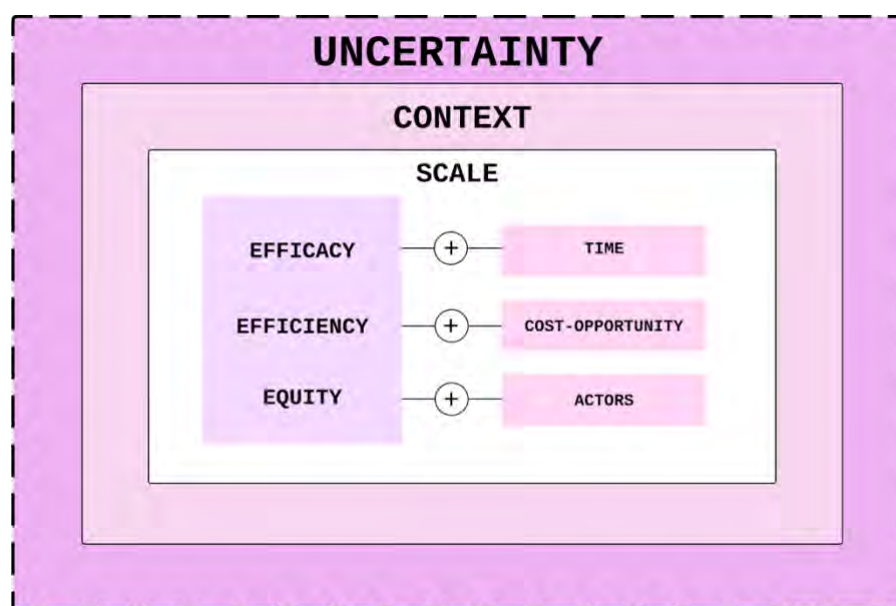 UNCERTAINTY
CONTEXT
SCALE
EFFICACY + TIME
EFFICIENCY + COST-OPPORTUNITY
EQUITY + ACTORS